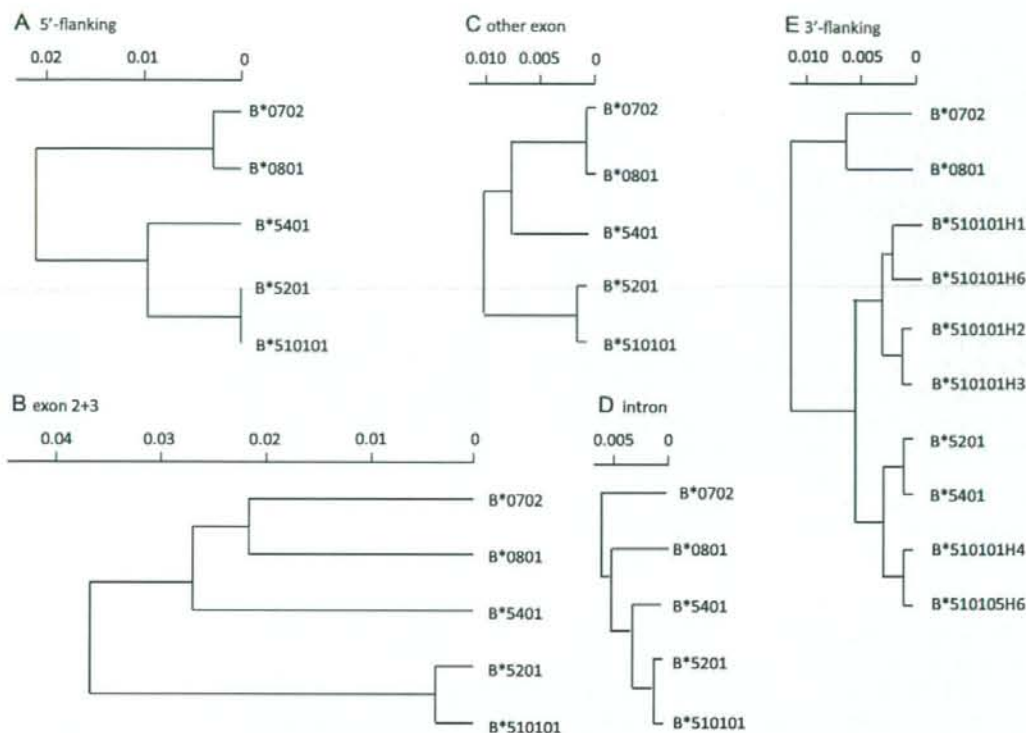 A 5'-flanking
0.02 0.01 0
B*0702
B*0801
B*5401
B*5201
B*510101
B exon 2+3
0.04 0.03 0.02 0.01 0
B*0702
B*0801
B*5401
B*5201
B*510101
C other exon
0.010 0.005 0
B*0702
B*0801
B*5401
B*5201
B*510101
D intron
0.005 0
B*0702
B*0801
B*5401
B*5201
B*510101
E 3'-flanking
0.010 0.005 0
B*0702
B*0801
B*510101H1
B*510101H6
B*510101H2
B*510101H3
B*5201
B*5401
B*510101H4
B*510105H6